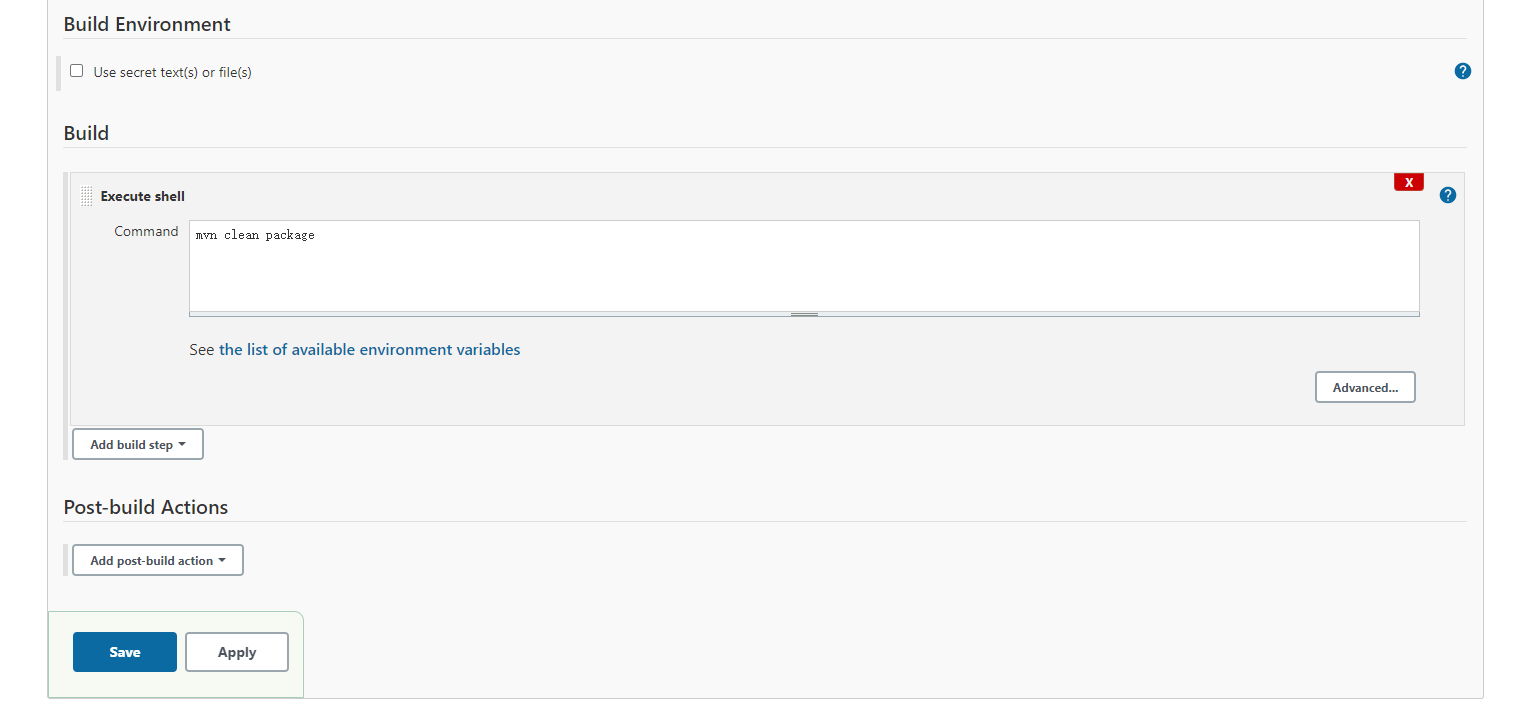 Build Environment
Use secret text(s) or file(s)
?
Build
X
?
Execute shell
Command
mvn clean package
See the list of available environment variables
Advanced...
Add build step
Post-build Actions
Add post-build action
Save
Apply